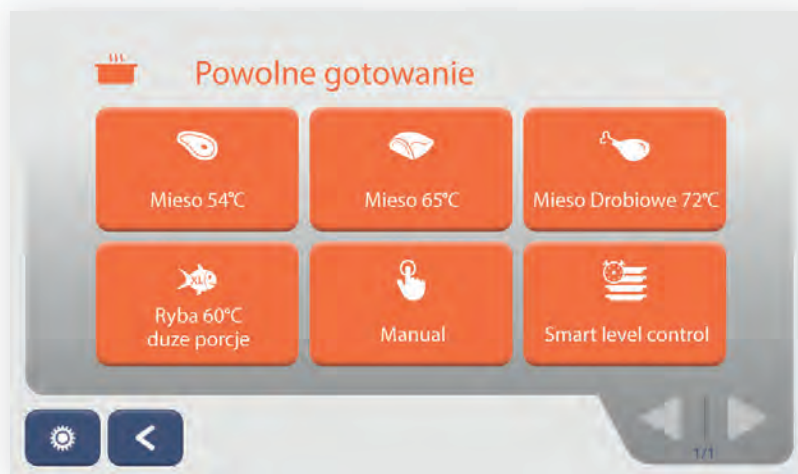 Powolne gotowanie
Mieso 54°C
Mieso 65°C
Mieso Drobiowe 72°C
XL
Ryba 60°C
duze porcje
Manual
Smart level control
1/1